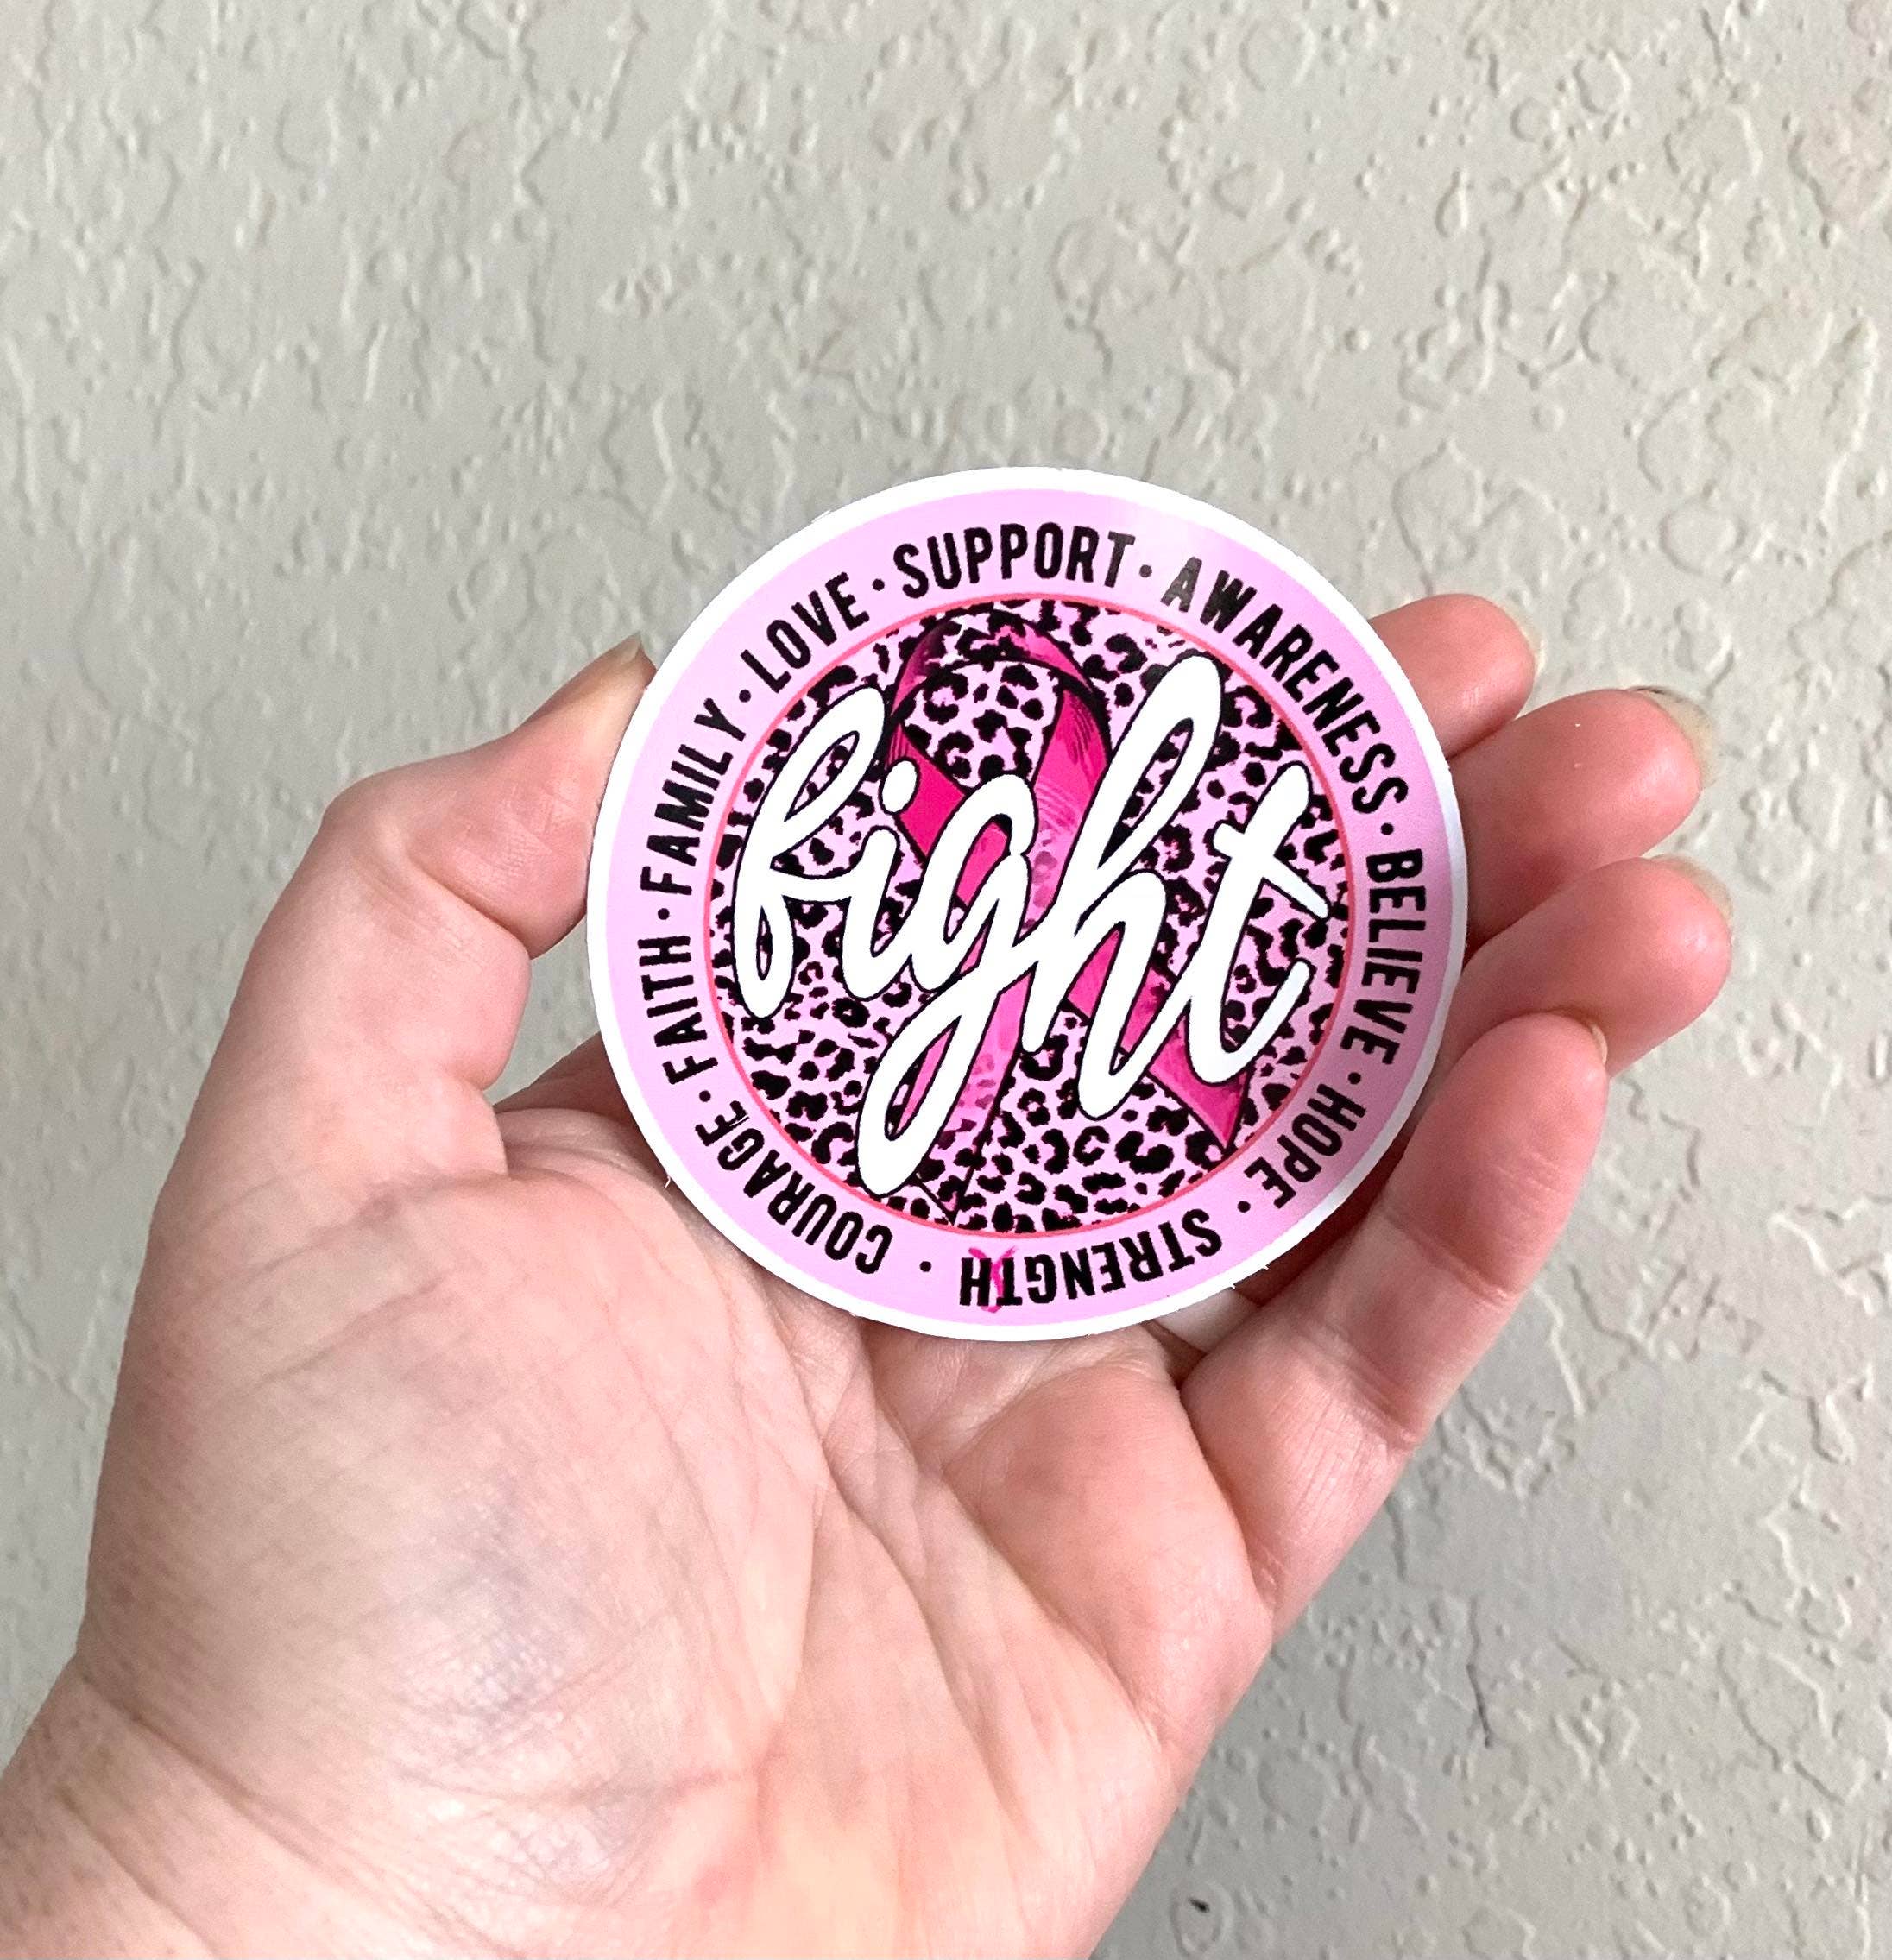 SUPPORT · AWARENESS · BELIEVE · HOPE · STRENGTH · COURAGE · FAITH · FAMILY · LOVE ·
fight